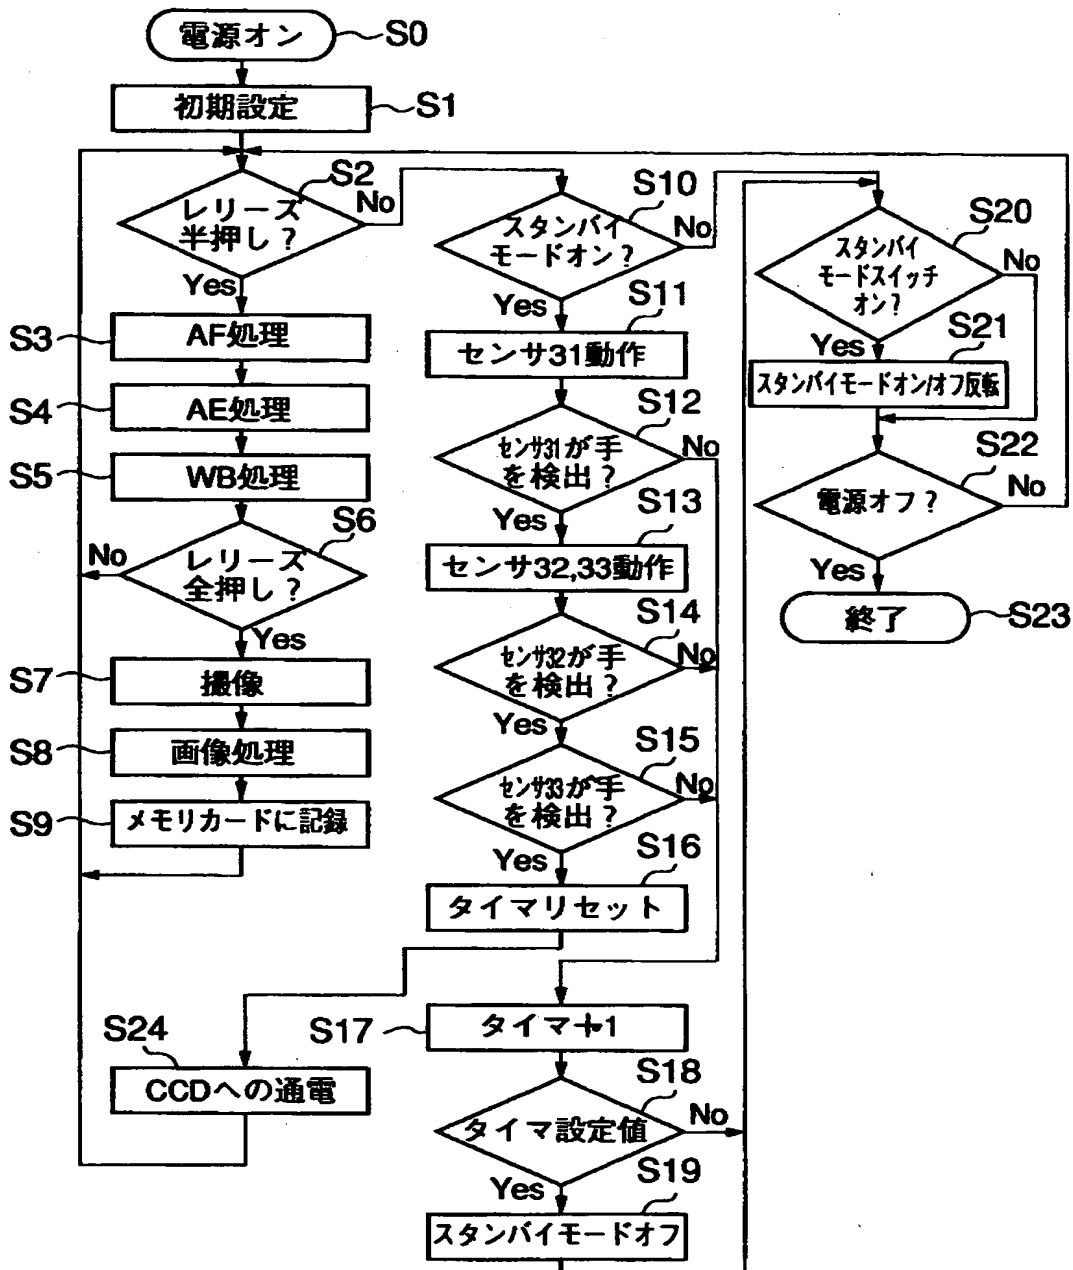 電源オン
S0
初期設定
S1
S2
レリーズ
半押し？
No
Yes
S3
AF処理
S4
AE処理
S5
WB処理
S6
No
レリーズ
全押し？
Yes
S7
撮像
S8
画像処理
S9
メモリカードに記録
S24
CCDへの通電
S10
スタンバイ
モードオン？
No
Yes
S11
センサ31動作
S12
センサ31が手
を検出？
No
Yes
S13
センサ32,33動作
S14
センサ32が手
を検出？
No
Yes
S15
センサ33が手
を検出？
No
Yes
S16
タイマリセット
S17
タイマ+1
S18
タイマ設定値
No
Yes
S19
スタンバイモードオフ
S20
スタンバイ
モードスイッチ
オン？
No
Yes
S21
スタンバイモードオン/オフ反転
S22
電源オフ？
No
Yes
終了
S23